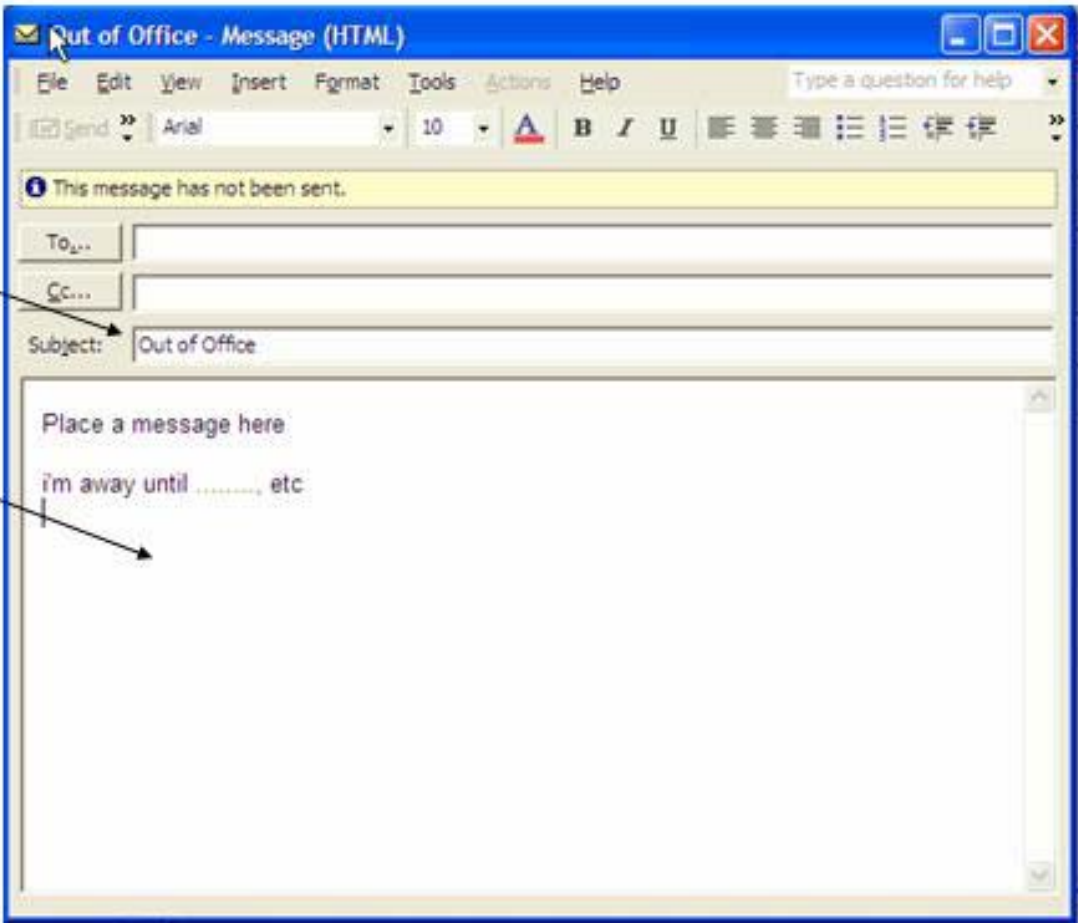 Out of Office - Message (HTML)
File Edit View Insert Format Tools Actions Help Type a question for help
Send Arial 10 A B I U
This message has not been sent.
To...
Cc...
Subject: Out of Office
Place a message here
i'm away until ........, etc